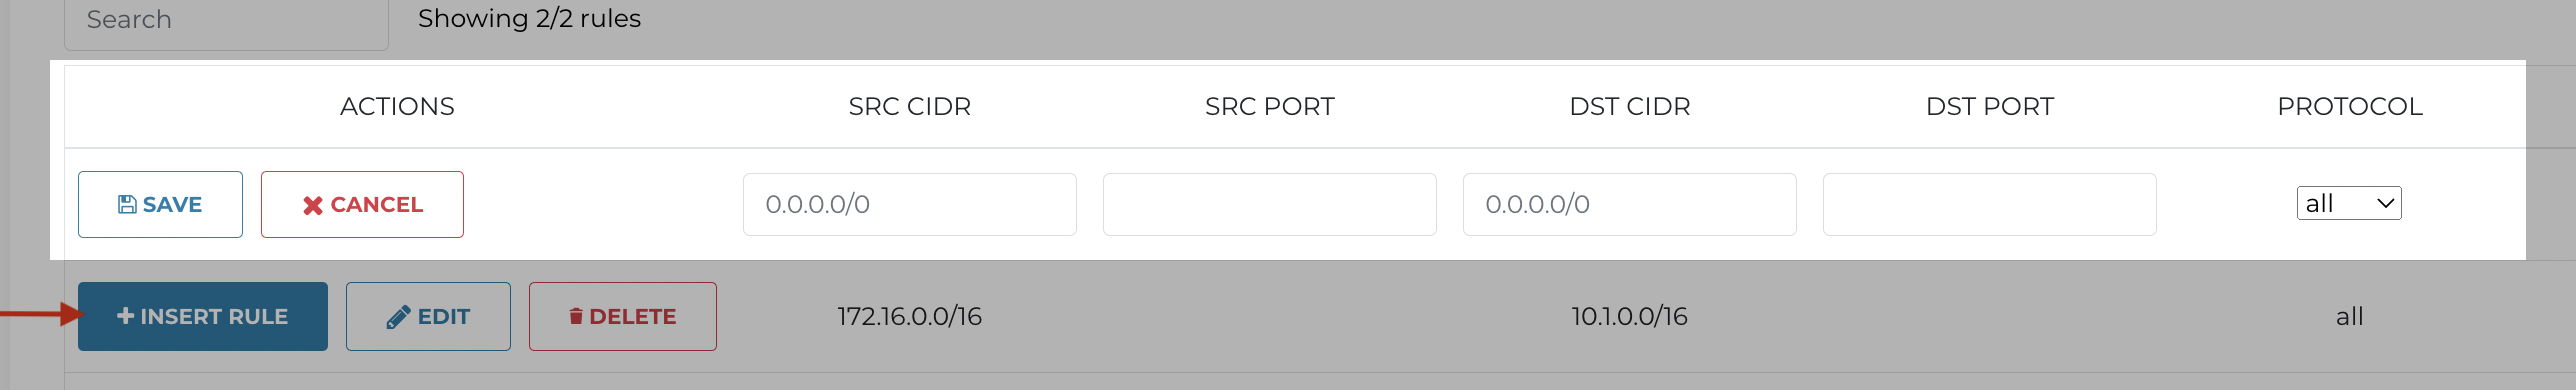 Search Showing 2/2 rules
ACTIONS SRC CIDR SRC PORT DST CIDR DST PORT PROTOCOL
SAVE CANCEL 0.0.0.0/0 0.0.0.0/0 all
INSERT RULE EDIT DELETE 172.16.0.0/16 10.1.0.0/16 all